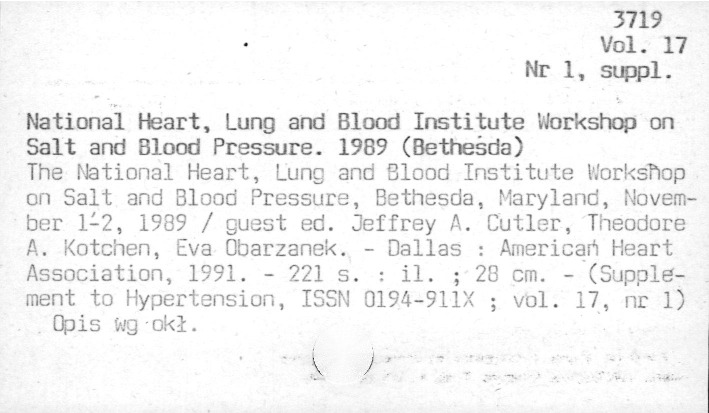 3719
Vol. 17
Nr 1, suppl.
National Heart, Lung and Blood Institute Workshop on
Salt and Blood Pressure. 1989 (Bethesda)
The National Heart, Lung and Blood Institute Workshop
on Salt and Blood Pressure, Bethesda, Maryland, Novem-
ber 1-2, 1989 / guest ed. Jeffrey A. Cutler, Theodore
A. Kotchen, Eva Obarzanek. - Dallas : American Heart
Association, 1991. - 221 s. : il. ; 28 cm. - (Supple-
ment to Hypertension, ISSN 0194-911X ; vol. 17, nr 1)
Opis wg okł.